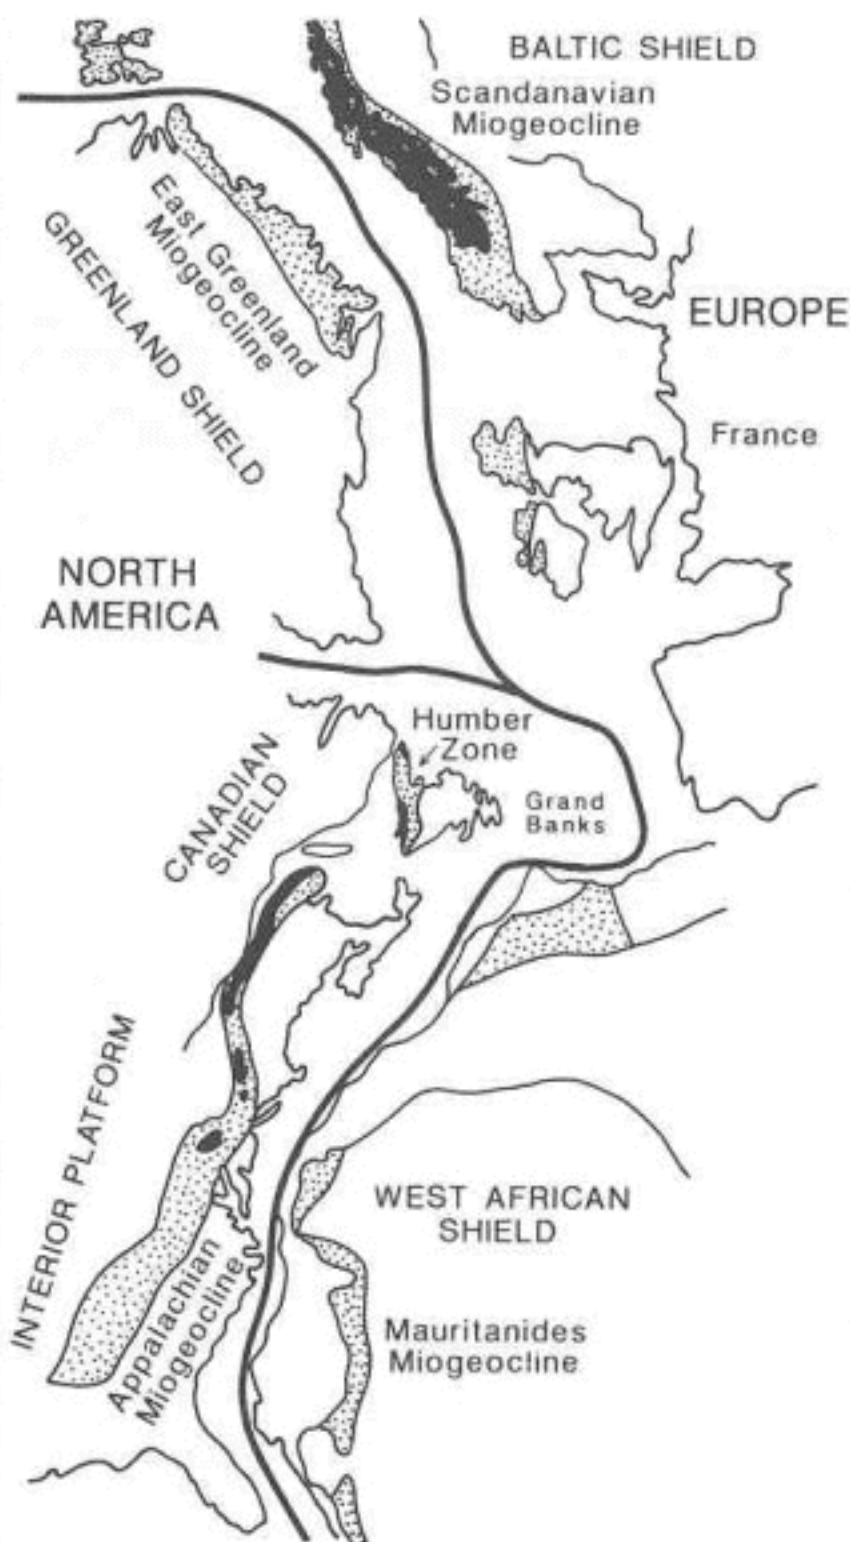 BALTIC SHIELD
Scandanavian
Miogeocline
East Greenland
Miogeocline
GREENLAND SHIELD
EUROPE
France
NORTH
AMERICA
Humber
Zone
Grand
Banks
CANADIAN
SHIELD
INTERIOR PLATFORM
WEST AFRICAN
SHIELD
Appalachian
Miogeocline
Mauritanides
Miogeocline